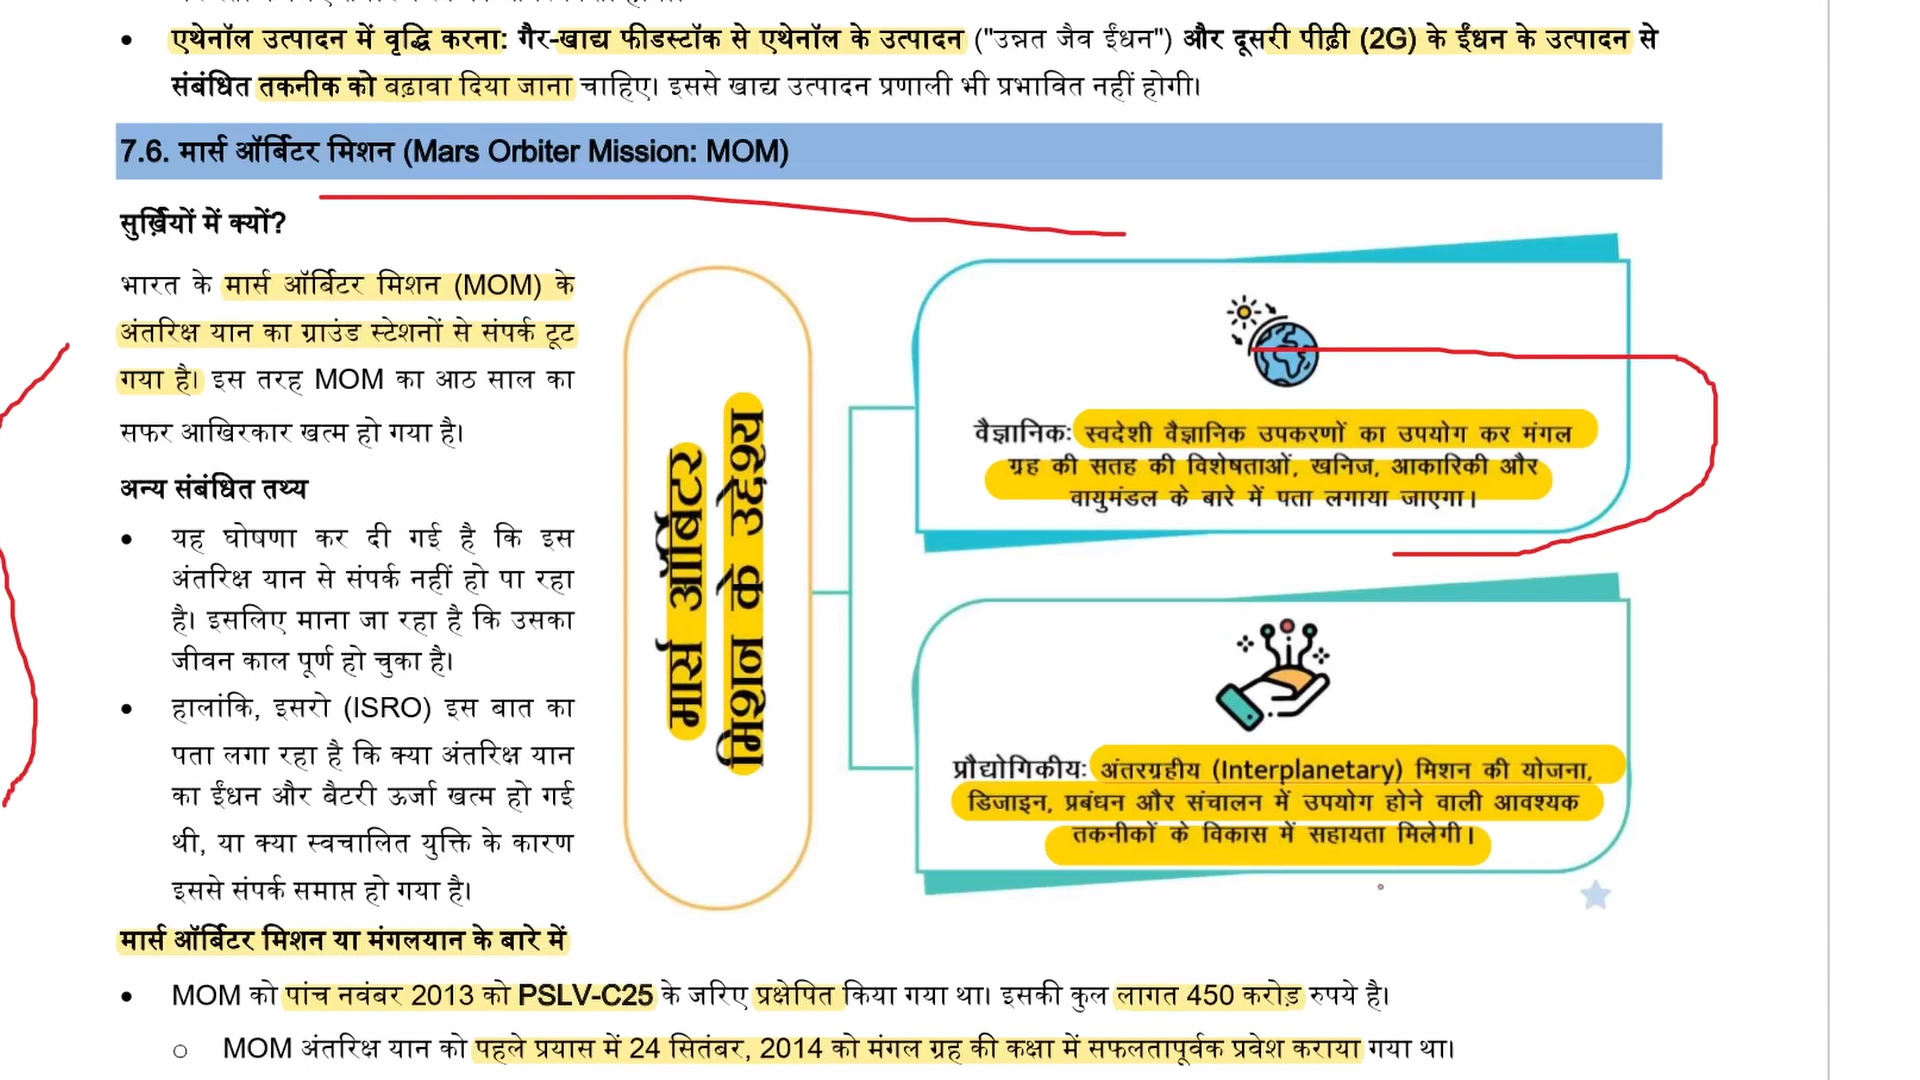 • एथेनॉल उत्पादन में वृद्धि करना: गैर-खाद्य फीडस्टॉक से एथेनॉल के उत्पादन ("उन्नत जैव ईंधन") और दूसरी पीढ़ी (2G) के ईंधन के उत्पादन से
संबंधित तकनीक को बढ़ावा दिया जाना चाहिए। इससे खाद्य उत्पादन प्रणाली भी प्रभावित नहीं होगी।
7.6. मार्स ऑर्बिटर मिशन (Mars Orbiter Mission: MOM)
सुर्ख़ियों में क्यों?
भारत के मार्स ऑर्बिटर मिशन (MOM) के
अंतरिक्ष यान का ग्राउंड स्टेशनों से संपर्क टूट
गया है। इस तरह MOM का आठ साल का
सफर आखिरकार खत्म हो गया है।
अन्य संबंधित तथ्य
• यह घोषणा कर दी गई है कि इस
अंतरिक्ष यान से संपर्क नहीं हो पा रहा
है। इसलिए माना जा रहा है कि उसका
जीवन काल पूर्ण हो चुका है।
• हालांकि, इसरो (ISRO) इस बात का
पता लगा रहा है कि क्या अंतरिक्ष यान
का ईंधन और बैटरी ऊर्जा खत्म हो गई
थी, या क्या स्वचालित युक्ति के कारण
इससे संपर्क समाप्त हो गया है।
मार्स ऑर्बिटर
मिशन के उद्देश्य
वैज्ञानिक: स्वदेशी वैज्ञानिक उपकरणों का उपयोग कर मंगल
ग्रह की सतह की विशेषताओं, खनिज, आकारिकी और
वायुमंडल के बारे में पता लगाया जाएगा।
प्रौद्योगिकीय: अंतरग्रहीय (Interplanetary) मिशन की योजना,
डिजाइन, प्रबंधन और संचालन में उपयोग होने वाली आवश्यक
तकनीकों के विकास में सहायता मिलेगी।
मार्स ऑर्बिटर मिशन या मंगलयान के बारे में
• MOM को पांच नवंबर 2013 को PSLV-C25 के जरिए प्रक्षेपित किया गया था। इसकी कुल लागत 450 करोड़ रुपये है।
○ MOM अंतरिक्ष यान को पहले प्रयास में 24 सितंबर, 2014 को मंगल ग्रह की कक्षा में सफलतापूर्वक प्रवेश कराया गया था।